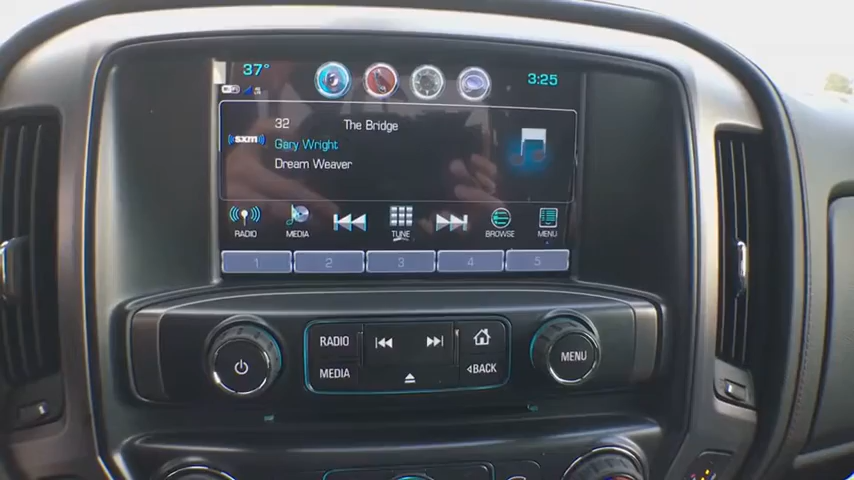 37°
3:25
32 The Bridge
((sxm))
Gary Wright
Dream Weaver
RADIO MEDIA TUNE BROWSE MENU
1 2 3 4 5
RADIO
MEDIA
BACK
MENU